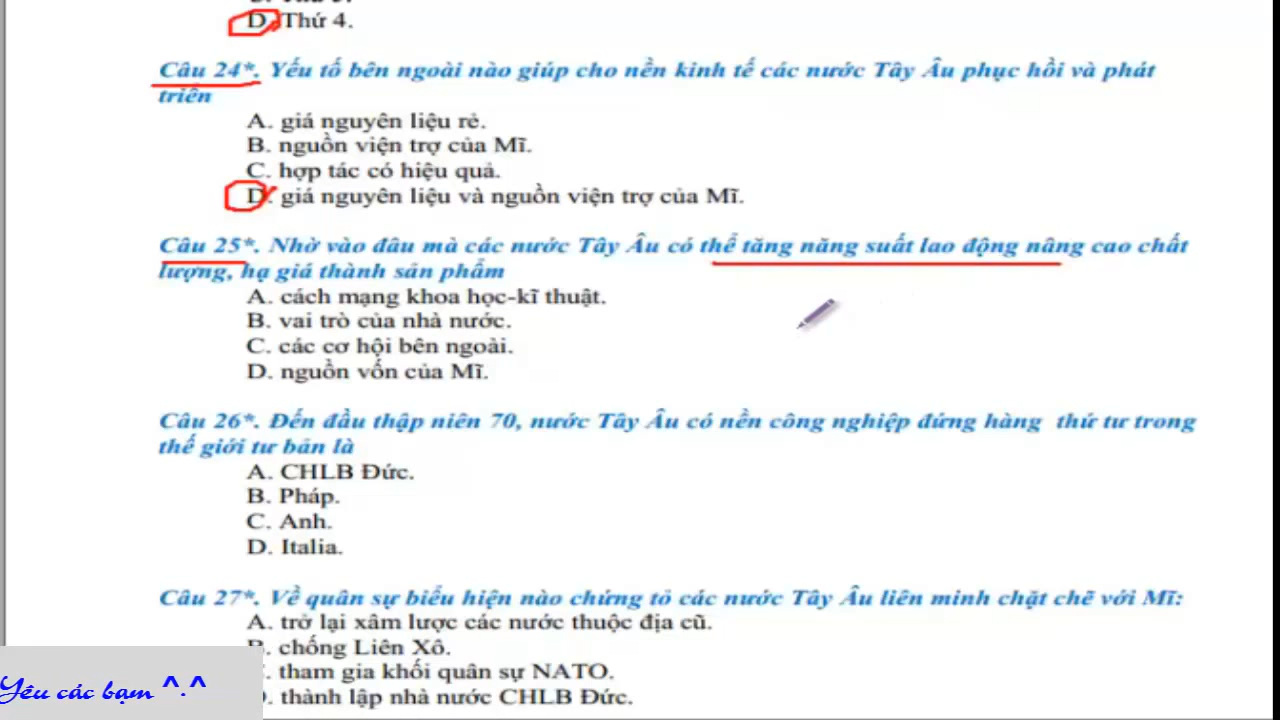 D. Thứ 4.
Câu 24*. Yếu tố bên ngoài nào giúp cho nền kinh tế các nước Tây Âu phục hồi và phát
triển
A. giá nguyên liệu rẻ.
B. nguồn viện trợ của Mĩ.
C. hợp tác có hiệu quả.
D. giá nguyên liệu và nguồn viện trợ của Mĩ.
Câu 25*. Nhờ vào đâu mà các nước Tây Âu có thể tăng năng suất lao động nâng cao chất
lượng, hạ giá thành sản phẩm
A. cách mạng khoa học-kĩ thuật.
B. vai trò của nhà nước.
C. các cơ hội bên ngoài.
D. nguồn vốn của Mĩ.
Câu 26*. Đến đầu thập niên 70, nước Tây Âu có nền công nghiệp đứng hàng thứ tư trong
thế giới tư bản là
A. CHLB Đức.
B. Pháp.
C. Anh.
D. Italia.
Câu 27*. Về quân sự biểu hiện nào chứng tỏ các nước Tây Âu liên minh chặt chẽ với Mĩ:
A. trở lại xâm lược các nước thuộc địa cũ.
B. chống Liên Xô.
tham gia khối quân sự NATO.
thành lập nhà nước CHLB Đức.
Yêu các bạm ^.^